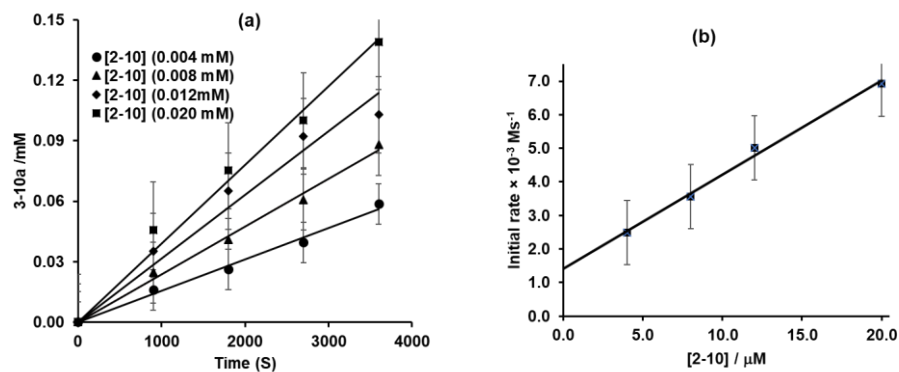 (a)
0.15
0.12
0.09
0.06
0.03
0.00
3-10a /mM
[2-10] (0.004 mM)
[2-10] (0.008 mM)
[2-10] (0.012mM)
[2-10] (0.020 mM)
0 1000 2000 3000 4000
Time (S)
(b)
7.0
6.0
5.0
4.0
3.0
2.0
1.0
0.0
Initial rate × 10⁻³ Ms⁻¹
0.0 5.0 10.0 15.0 20.0
[2-10] / μM